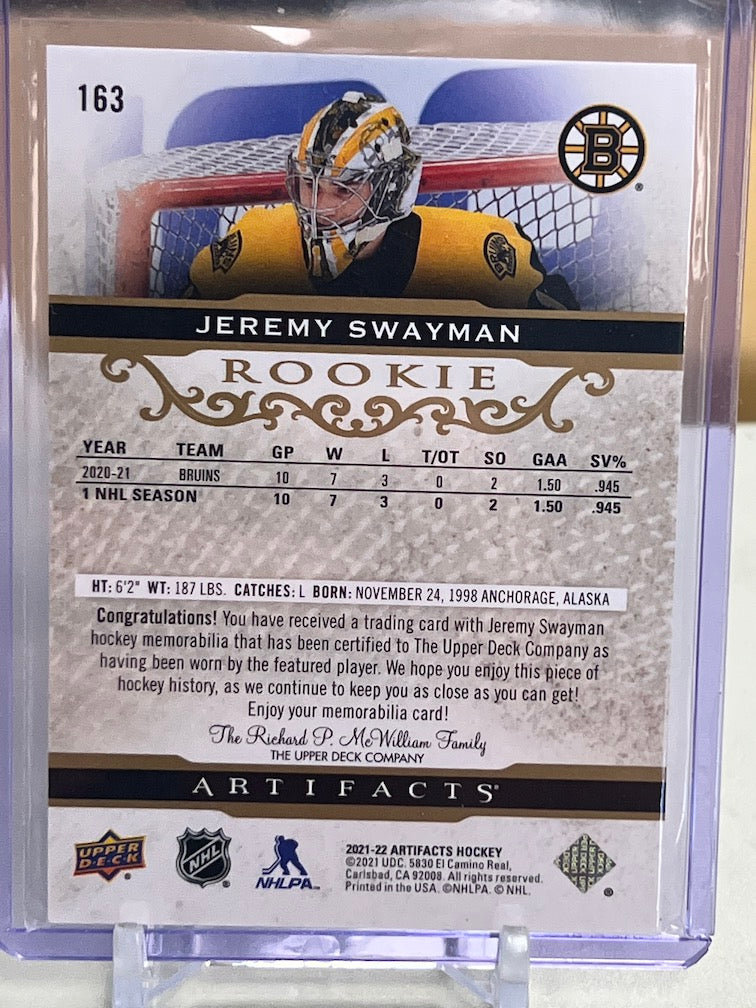 163
B
JEREMY SWAYMAN
ROOKIE
YEAR TEAM GP W L T/OT SO GAA SV%
2020-21 BRUINS 10 7 3 0 2 1.50 .945
1 NHL SEASON 10 7 3 0 2 1.50 .945
HT: 6'2" WT: 187 LBS. CATCHES: L BORN: NOVEMBER 24, 1998 ANCHORAGE, ALASKA
Congratulations! You have received a trading card with Jeremy Swayman
hockey memorabilia that has been certified to The Upper Deck Company as
having been worn by the featured player. We hope you enjoy this piece of
hockey history, as we continue to keep you as close as you can get!
Enjoy your memorabilia card!
The Richard P. McWilliam Family
THE UPPER DECK COMPANY
ARTIFACTS
UPPER
D·E·C·K
NHL
NHLPA
2021-22 ARTIFACTS HOCKEY
©2021 UDC. 5830 El Camino Real,
Carlsbad, CA 92008. All rights reserved.
Printed in the USA. ©NHLPA. © NHL.